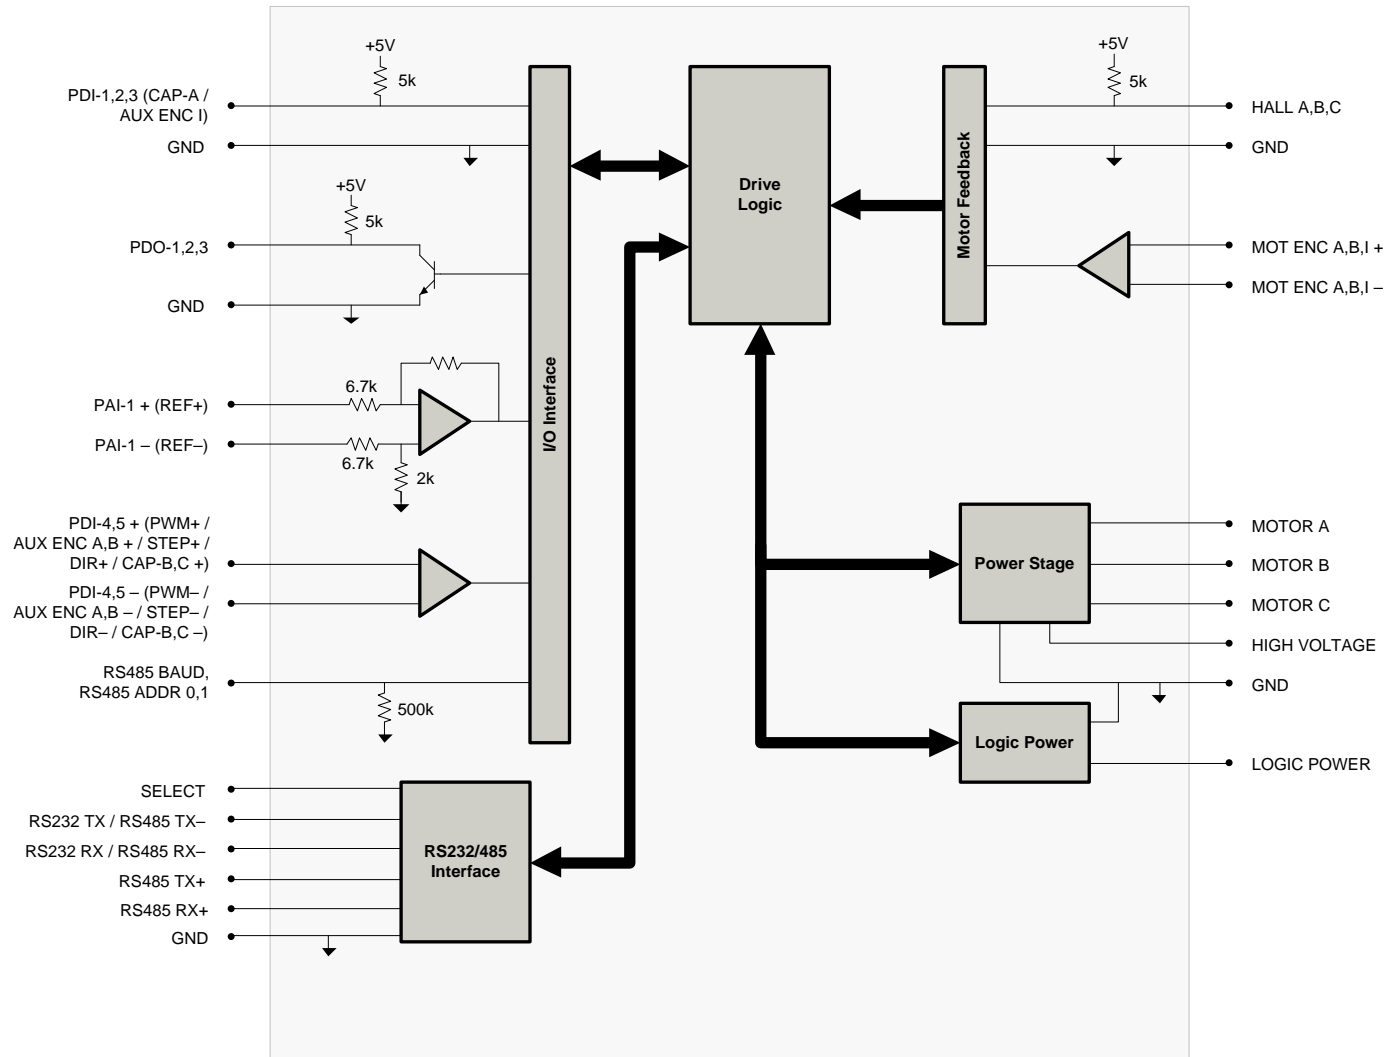 +5V
5k
PDI-1,2,3 (CAP-A /
AUX ENC I)
GND
+5V
5k
PDO-1,2,3
GND
6.7k
PAI-1 + (REF+)
PAI-1 – (REF–)
6.7k
2k
PDI-4,5 + (PWM+ /
AUX ENC A,B + / STEP+ /
DIR+ / CAP-B,C +)
PDI-4,5 – (PWM– /
AUX ENC A,B – / STEP– /
DIR– / CAP-B,C –)
RS485 BAUD,
RS485 ADDR 0,1
500k
I/O Interface
SELECT
RS232 TX / RS485 TX–
RS232 RX / RS485 RX–
RS485 TX+
RS485 RX+
GND
RS232/485
Interface
Drive
Logic
Motor Feedback
+5V
5k
HALL A,B,C
GND
MOT ENC A,B,I +
MOT ENC A,B,I –
Power Stage
MOTOR A
MOTOR B
MOTOR C
HIGH VOLTAGE
GND
Logic Power
LOGIC POWER